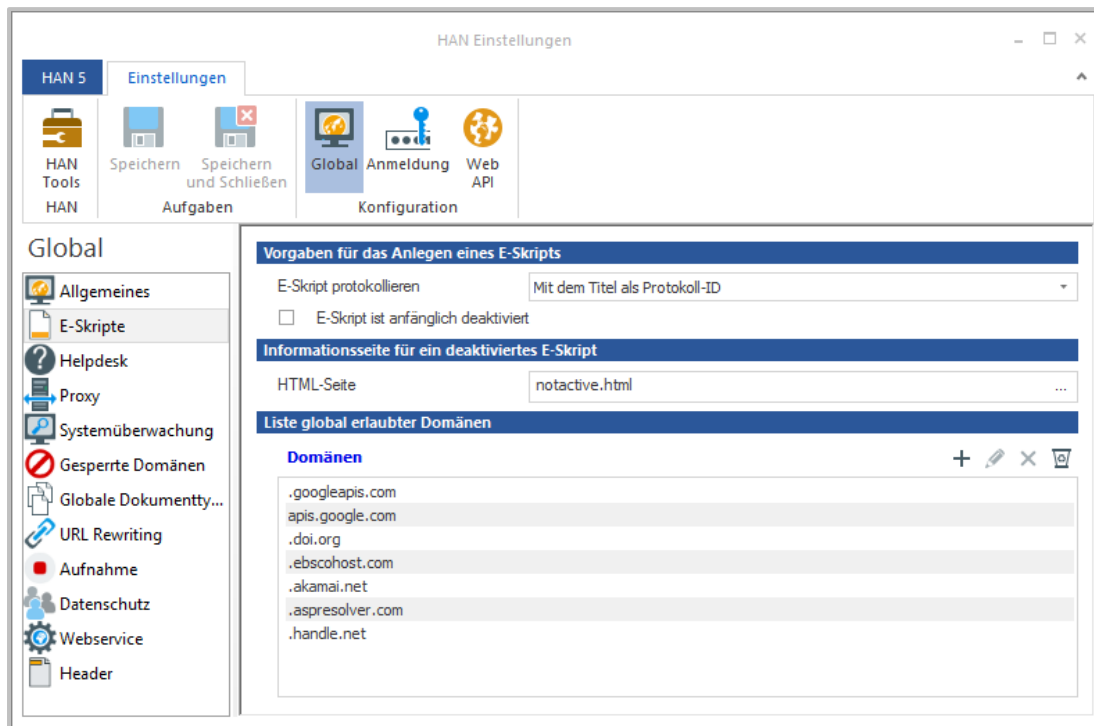 HAN Einstellungen
HAN 5 Einstellungen
HAN Tools
Speichern
Speichern und Schließen
Global
Anmeldung
Web API
HAN
Aufgaben
Konfiguration
Global
Allgemeines
E-Skripte
Helpdesk
Proxy
Systemüberwachung
Gesperrte Domänen
Globale Dokumentty...
URL Rewriting
Aufnahme
Datenschutz
Webservice
Header
Vorgaben für das Anlegen eines E-Skripts
E-Skript protokollieren Mit dem Titel als Protokoll-ID
E-Skript ist anfänglich deaktiviert
Informationsseite für ein deaktiviertes E-Skript
HTML-Seite notactive.html ...
Liste global erlaubter Domänen
Domänen
.googleapis.com
apis.google.com
.doi.org
.ebscohost.com
.akamai.net
.aspresolver.com
.handle.net